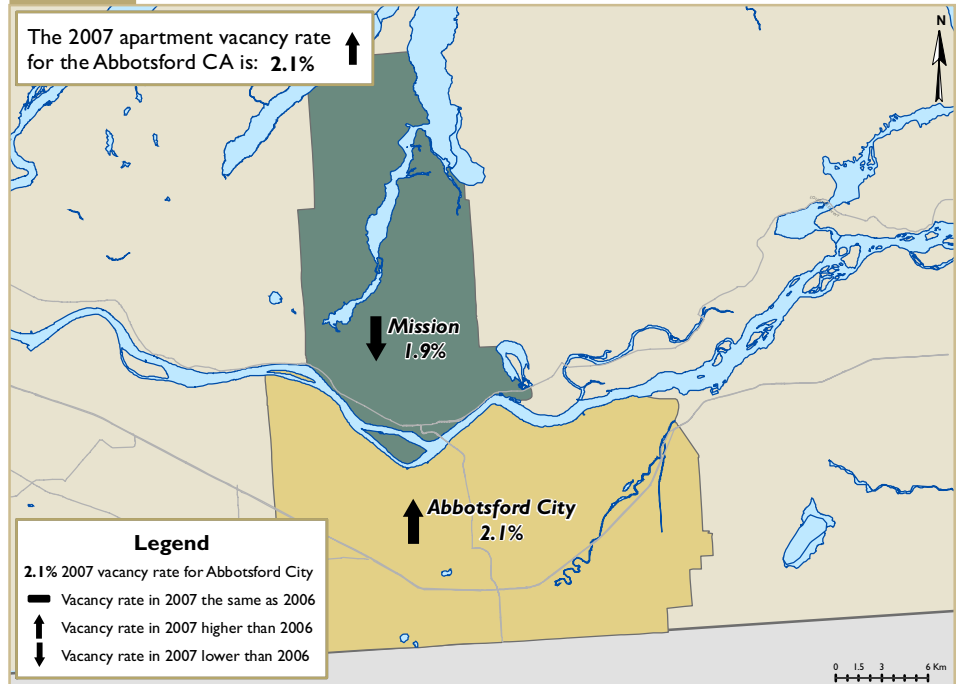 The 2007 apartment vacancy rate
for the Abbotsford CA is: 2.1%
N
Mission
1.9%
Abbotsford City
2.1%
Legend
2.1% 2007 vacancy rate for Abbotsford City
Vacancy rate in 2007 the same as 2006
Vacancy rate in 2007 higher than 2006
Vacancy rate in 2007 lower than 2006
0 1.5 3 6 Km